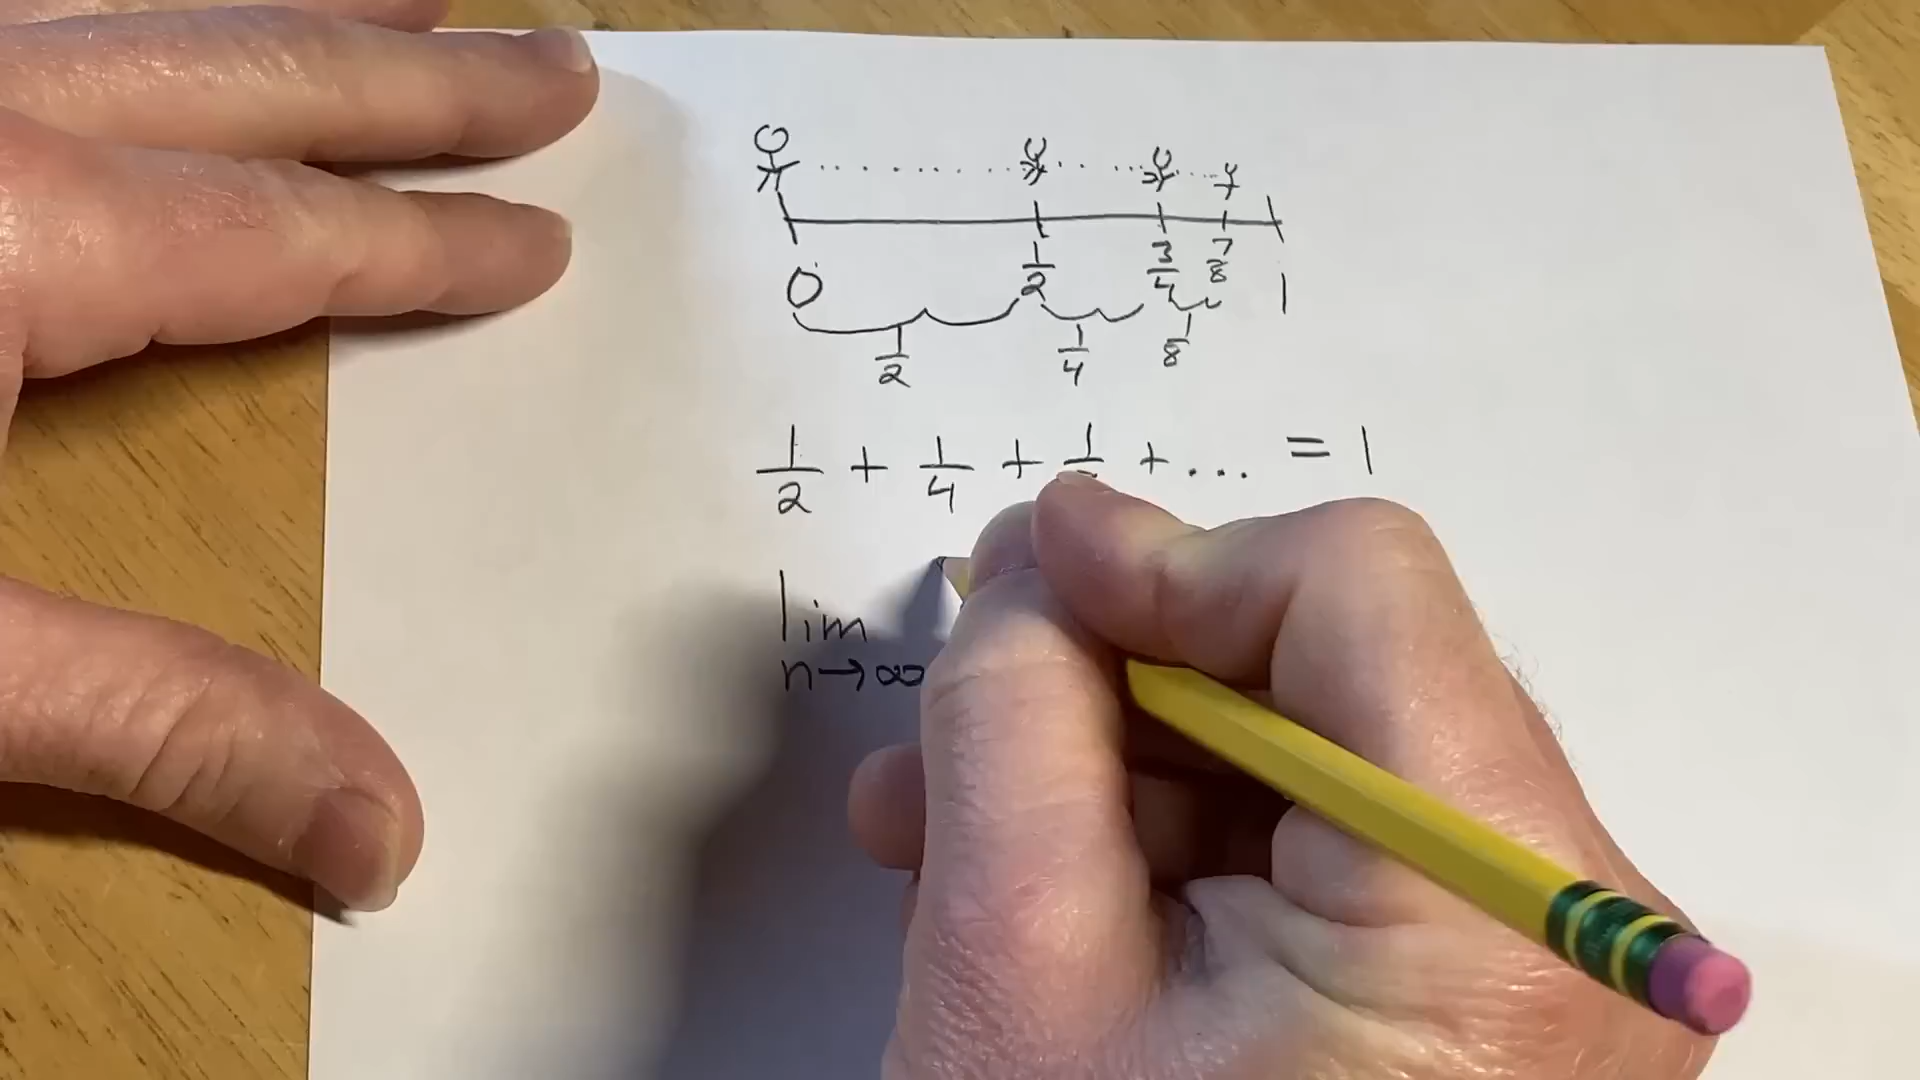 1/2 3/4 7/8
0 1
1/2 1/4 1/8
1/2 + 1/4 + + ... = 1
lim
n→∞